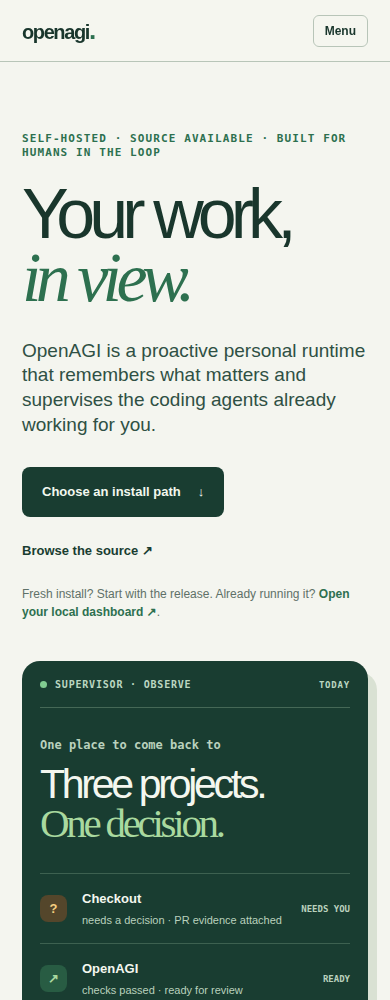 openagi.
Menu
SELF-HOSTED · SOURCE AVAILABLE · BUILT FOR
HUMANS IN THE LOOP
Your work,
in view.
OpenAGI is a proactive personal runtime
that remembers what matters and
supervises the coding agents already
working for you.
Choose an install path ↓
Browse the source ↗
Fresh install? Start with the release. Already running it? Open
your local dashboard ↗.
SUPERVISOR · OBSERVE
TODAY
One place to come back to
Three projects.
One decision.
?
Checkout
needs a decision · PR evidence attached
NEEDS YOU
↗
OpenAGI
checks passed · ready for review
READY